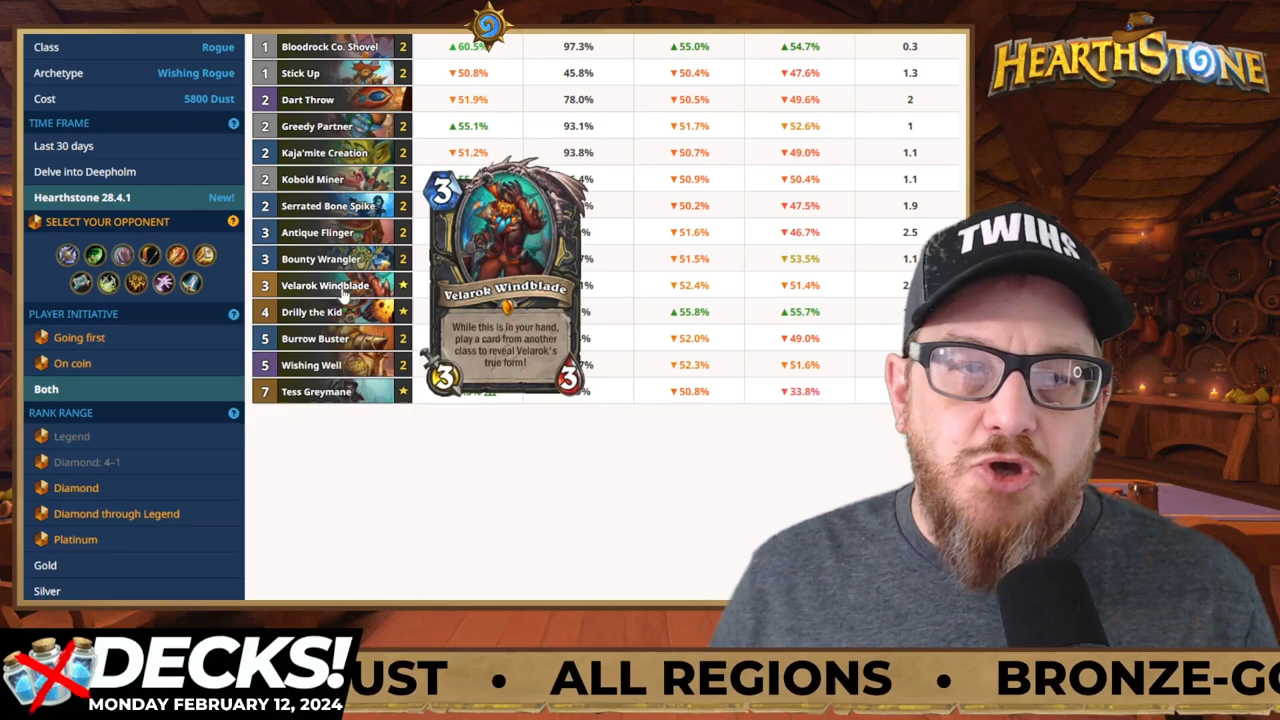 Class Rogue
Archetype Wishing Rogue
Cost 5800 Dust
TIME FRAME ?
Last 30 days
Delve into Deepholm
Hearthstone 28.4.1 New!
SELECT YOUR OPPONENT ?
PLAYER INITIATIVE ?
Going first
On coin
Both
RANK RANGE ?
Legend
Diamond: 4–1
Diamond
Diamond through Legend
Platinum
Gold
Silver
1 Bloodrock Co. Shovel 2 ▲60.5% 97.3% ▲55.0% ▲54.7% 0.3
1 Stick Up 2 ▼50.8% 45.8% ▼50.4% ▼47.6% 1.3
2 Dart Throw 2 ▼51.9% 78.0% ▼50.5% ▼49.6% 2
2 Greedy Partner 2 ▲55.1% 93.1% ▼51.7% ▼52.6% 1
2 Kaja'mite Creation 2 ▼51.2% 93.8% ▼50.7% ▼49.0% 1.1
2 Kobold Miner 2 ▼50.9% ▼50.4% 1.1
2 Serrated Bone Spike 2 ▼50.2% ▼47.5% 1.9
3 Antique Flinger 2 ▼51.6% ▼46.7% 2.5
3 Bounty Wrangler 2 ▼51.5% ▼53.5% 1.1
3 Velarok Windblade ★ ▼52.4% ▼51.4%
4 Drilly the Kid ★ ▲55.8% ▲55.7%
5 Burrow Buster 2 ▼52.0% ▼49.0%
5 Wishing Well 2 ▼52.3% ▼51.6%
7 Tess Greymane ★ ▼50.8% ▼33.8%
3
Velarok Windblade
While this is in your hand,
play a card from another
class to reveal Velarok's
true form!
3 3
HEARTHSTONE
TWIHS
DECKS!
MONDAY FEBRUARY 12, 2024
UST • ALL REGIONS • BRONZE-GO